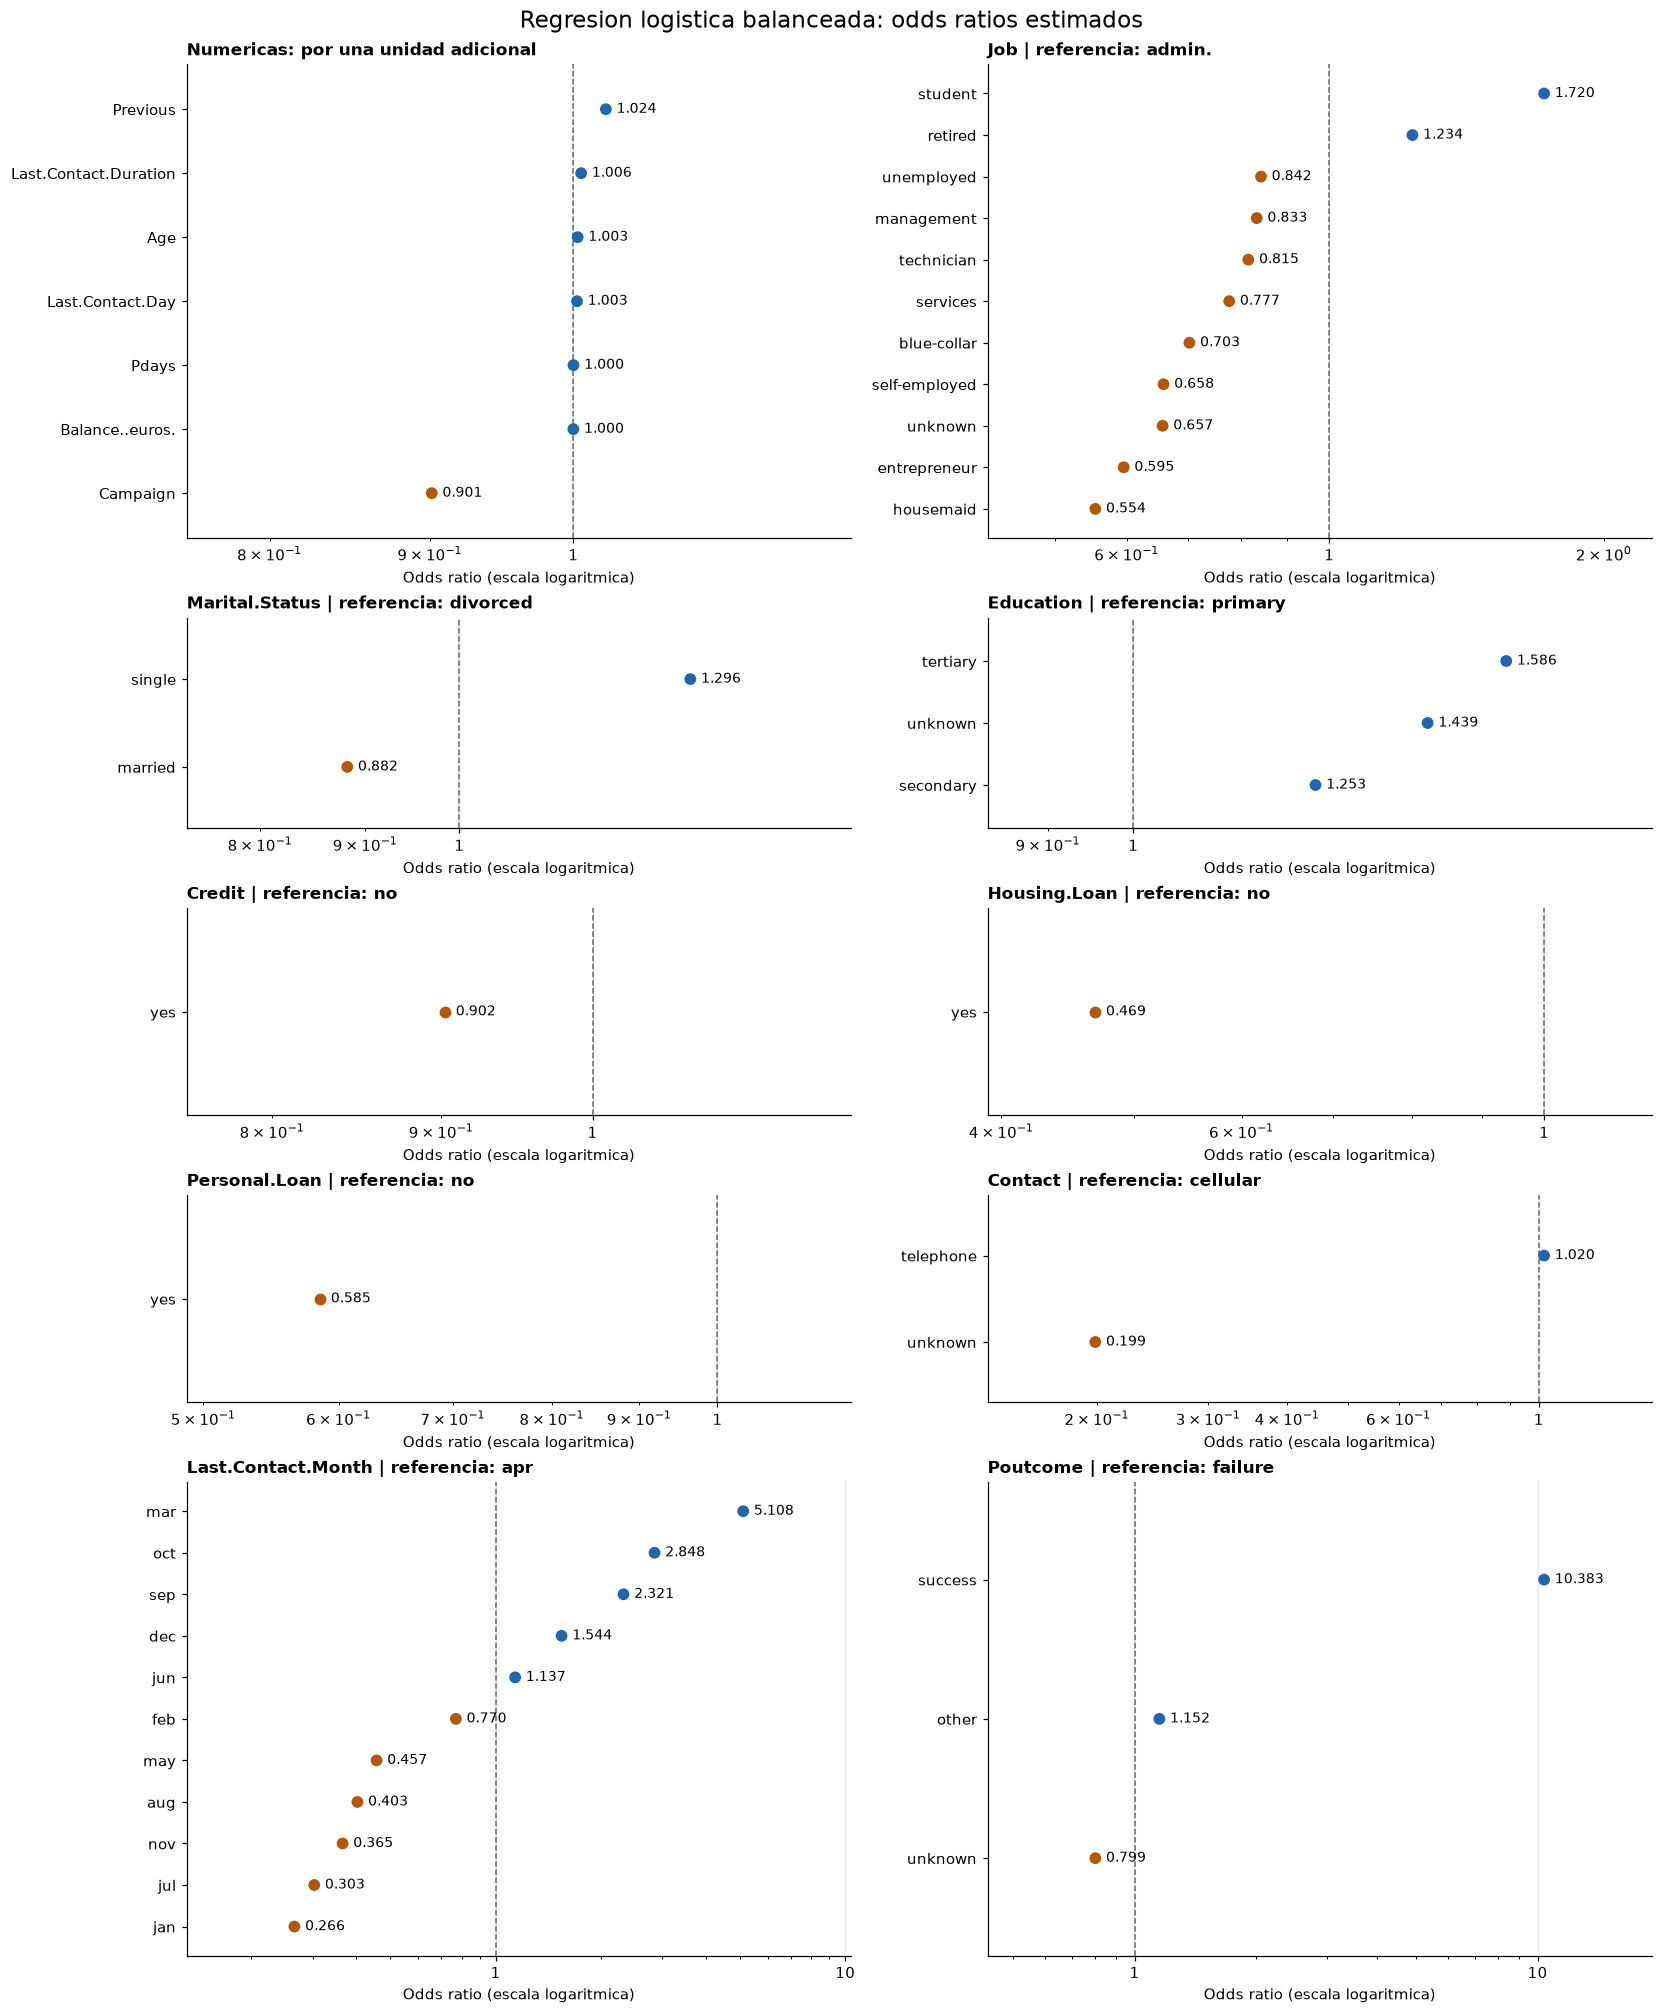 Regresion logistica balanceada: odds ratios estimados
Numericas: por una unidad adicional
Previous
1.024
Last.Contact.Duration
1.006
Age
1.003
Last.Contact.Day
1.003
Pdays
1.000
Balance..euros.
1.000
Campaign
0.901
8 × 10⁻¹ 9 × 10⁻¹ 1
Odds ratio (escala logaritmica)
Job | referencia: admin.
student
1.720
retired
1.234
unemployed
0.842
management
0.833
technician
0.815
services
0.777
blue-collar
0.703
self-employed
0.658
unknown
0.657
entrepreneur
0.595
housemaid
0.554
6 × 10⁻¹ 1 2 × 10⁰
Odds ratio (escala logaritmica)
Marital.Status | referencia: divorced
single
1.296
married
0.882
8 × 10⁻¹ 9 × 10⁻¹ 1
Odds ratio (escala logaritmica)
Education | referencia: primary
tertiary
1.586
unknown
1.439
secondary
1.253
9 × 10⁻¹ 1
Odds ratio (escala logaritmica)
Credit | referencia: no
yes
0.902
8 × 10⁻¹ 9 × 10⁻¹ 1
Odds ratio (escala logaritmica)
Housing.Loan | referencia: no
yes
0.469
4 × 10⁻¹ 6 × 10⁻¹ 1
Odds ratio (escala logaritmica)
Personal.Loan | referencia: no
yes
0.585
5 × 10⁻¹ 6 × 10⁻¹ 7 × 10⁻¹ 8 × 10⁻¹ 9 × 10⁻¹ 1
Odds ratio (escala logaritmica)
Contact | referencia: cellular
telephone
1.020
unknown
0.199
2 × 10⁻¹ 3 × 10⁻¹ 4 × 10⁻¹ 6 × 10⁻¹ 1
Odds ratio (escala logaritmica)
Last.Contact.Month | referencia: apr
mar
5.108
oct
2.848
sep
2.321
dec
1.544
jun
1.137
feb
0.770
may
0.457
aug
0.403
nov
0.365
jul
0.303
jan
0.266
1 10
Odds ratio (escala logaritmica)
Poutcome | referencia: failure
success
10.383
other
1.152
unknown
0.799
1 10
Odds ratio (escala logaritmica)